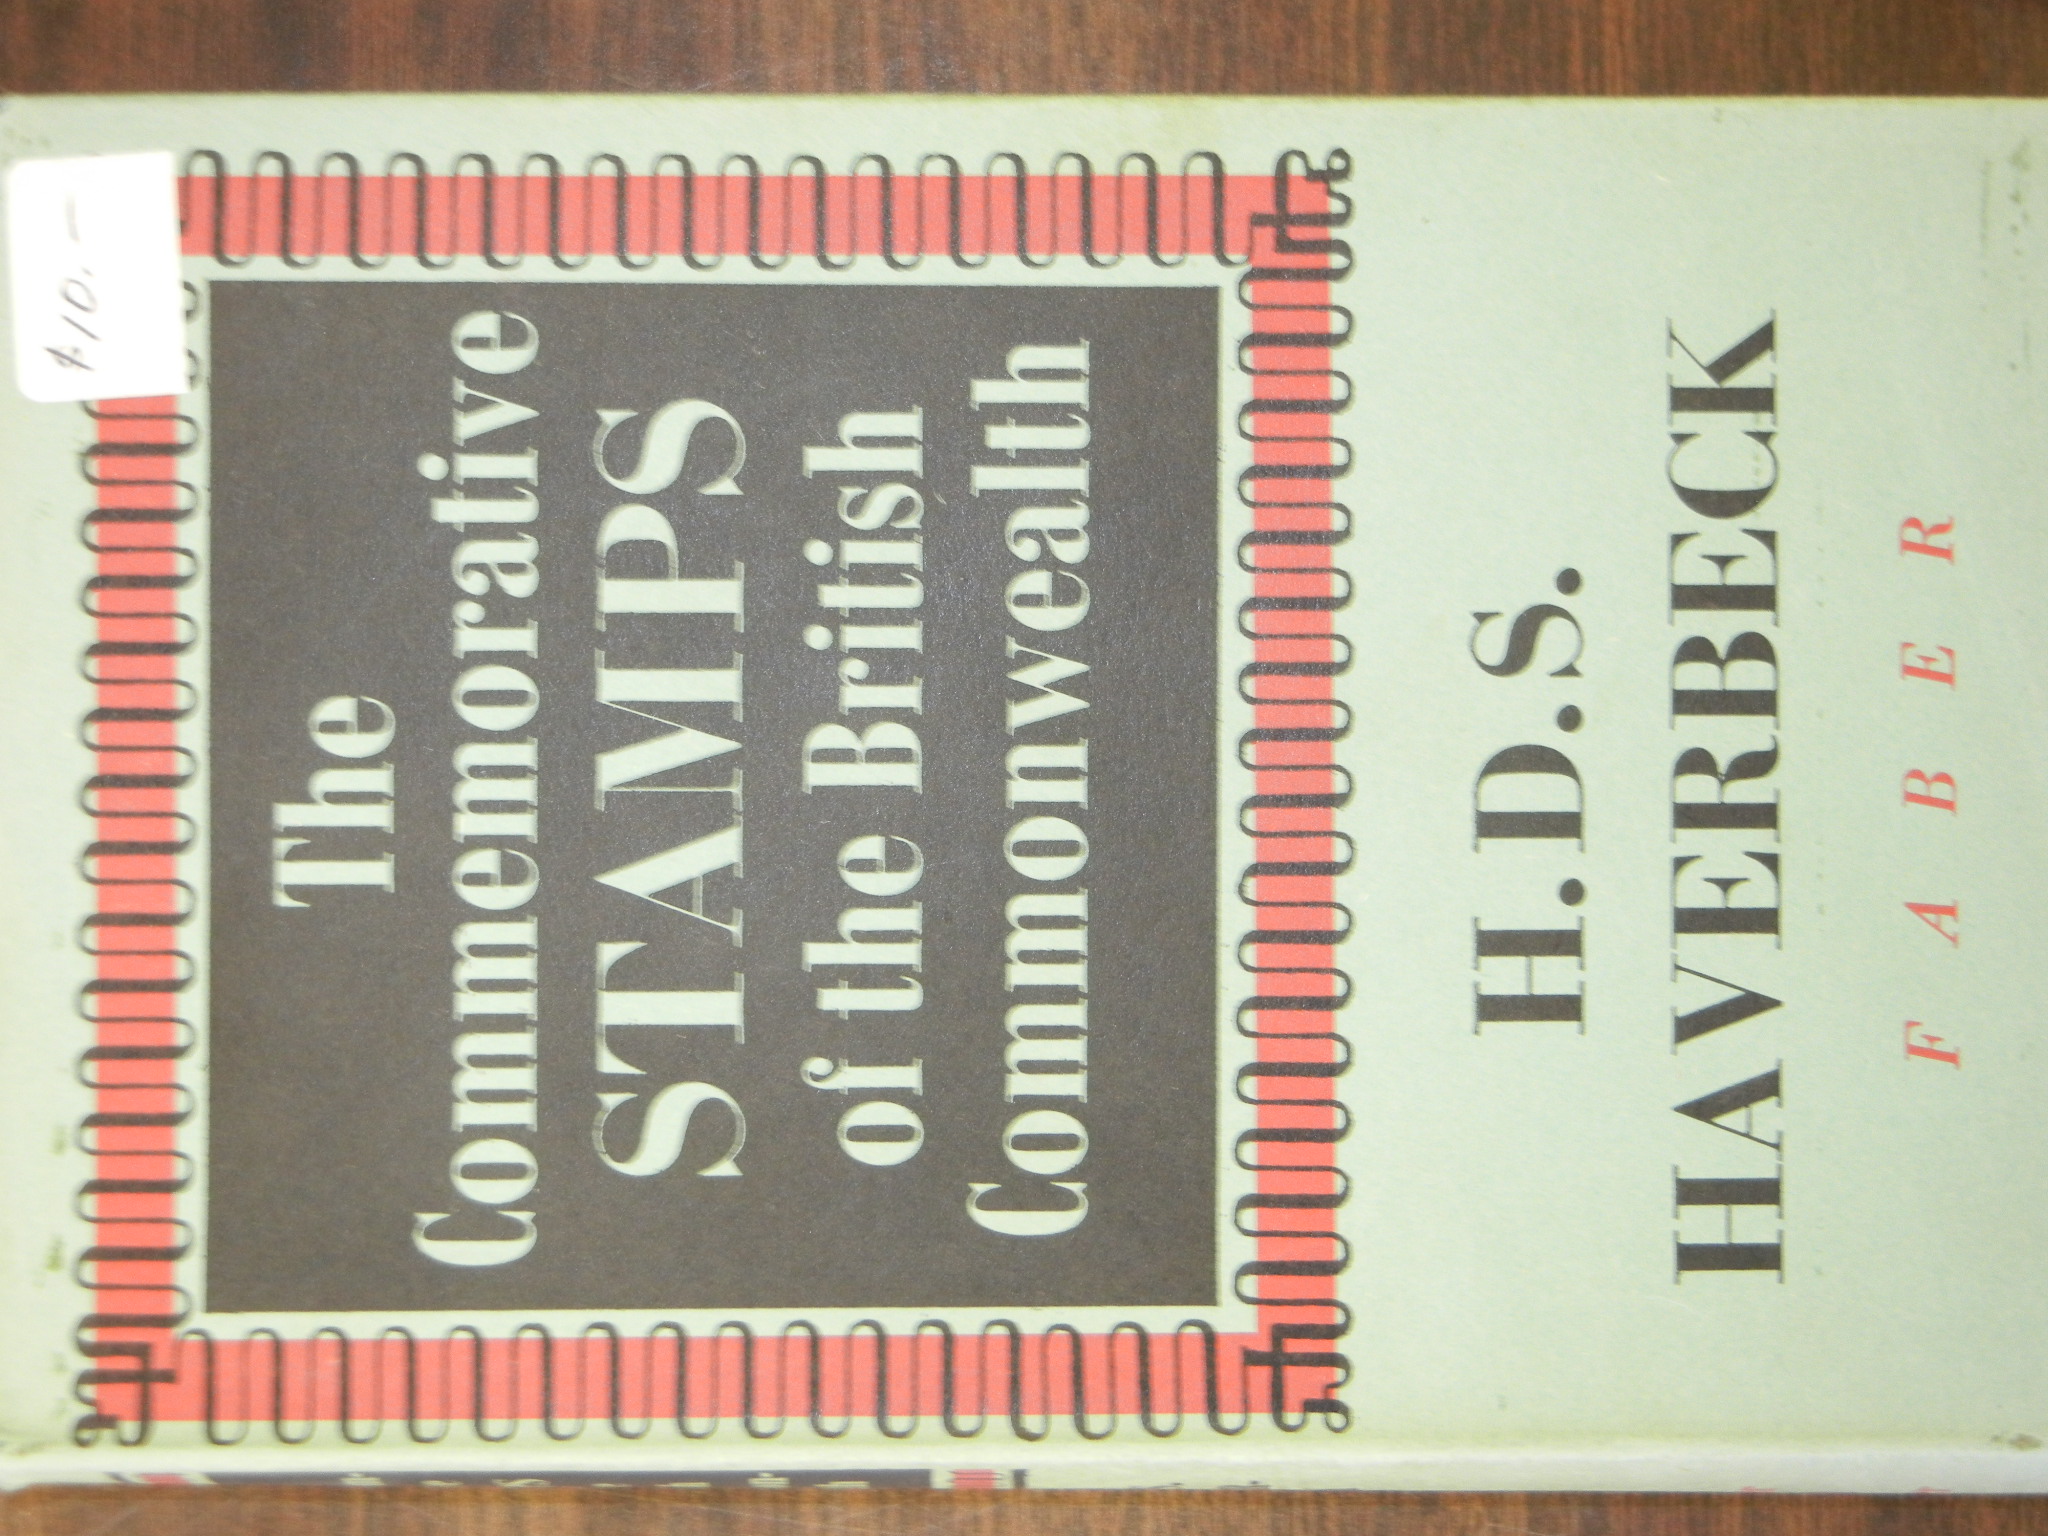 $10.—
The
Commemorative
STAMPS
of the British
Commonwealth
H.D.S.
HAVERBECK
FABER